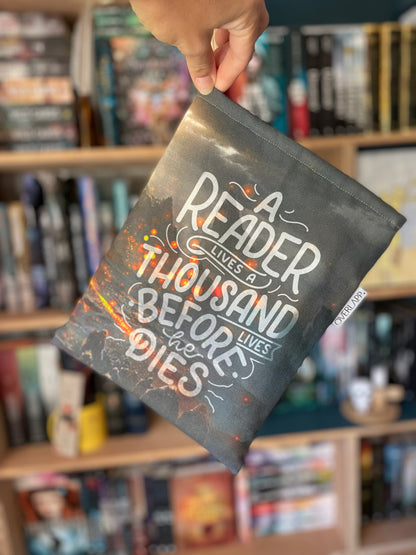 A
READER
LIVES A
THOUSAND
LIVES
BEFORE
he
DIES.
OVERLAPP